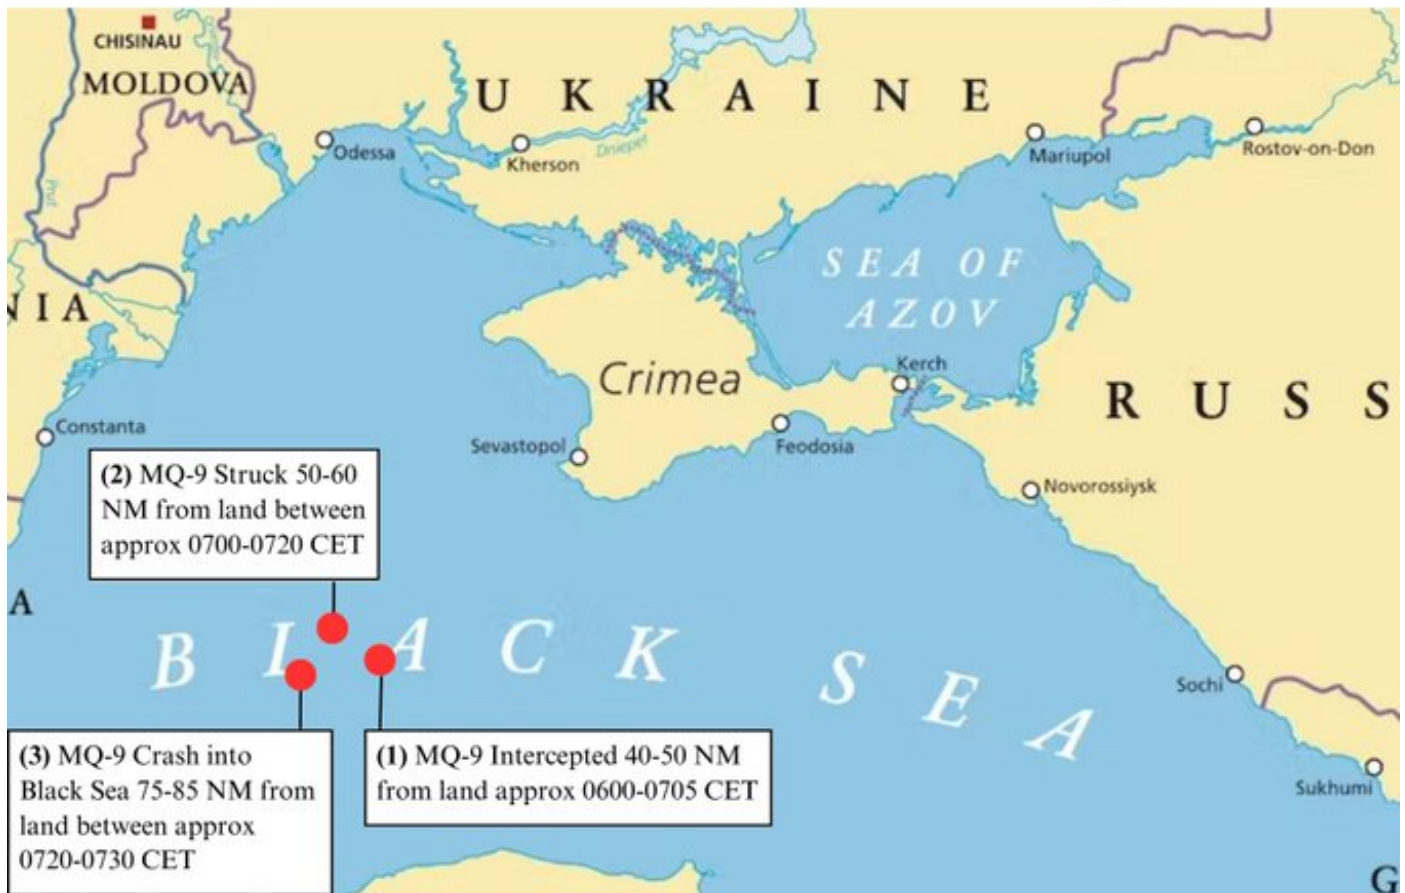 CHISINAU
MOLDOVA
UKRAINE
Odessa
Kherson
Dnieper
Mariupol
Rostov-on-Don
Prut
NIA
SEA OF
AZOV
Crimea
Kerch
RUSS
Constanta
Sevastopol
Feodosia
Novorossiysk
(2) MQ-9 Struck 50-60
NM from land between
approx 0700-0720 CET
A
BLACK SEA
Sochi
(3) MQ-9 Crash into
Black Sea 75-85 NM from
land between approx
0720-0730 CET
(1) MQ-9 Intercepted 40-50 NM
from land approx 0600-0705 CET
Sukhumi
G